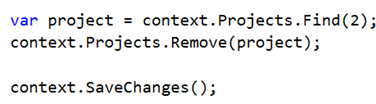 var project = context.Projects.Find(2);
context.Projects.Remove(project);
context.SaveChanges();